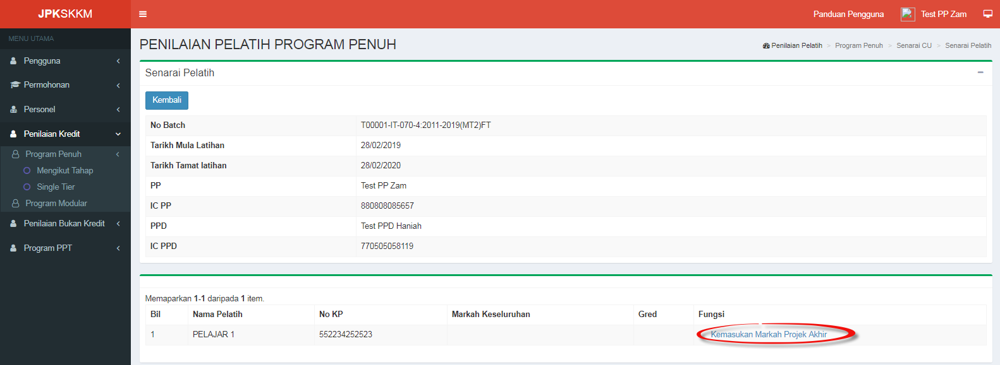 JPKSKKM
Panduan Pengguna
Test PP Zam
MENU UTAMA
Pengguna
Permohonan
Personel
Penilaian Kredit
Program Penuh
Mengikut Tahap
Single Tier
Program Modular
Penilaian Bukan Kredit
Program PPT
PENILAIAN PELATIH PROGRAM PENUH
Penilaian Pelatih > Program Penuh > Senarai CU > Senarai Pelatih
Senarai Pelatih
Kembali
No Batch T00001-IT-070-4:2011-2019(MT2)FT
Tarikh Mula Latihan 28/02/2019
Tarikh Tamat latihan 28/02/2020
PP Test PP Zam
IC PP 880808085657
PPD Test PPD Haniah
IC PPD 770505058119
Memaparkan 1-1 daripada 1 item.
Bil Nama Pelatih No KP Markah Keseluruhan Gred Fungsi
1 PELAJAR 1 552234252523 Kemasukan Markah Projek Akhir